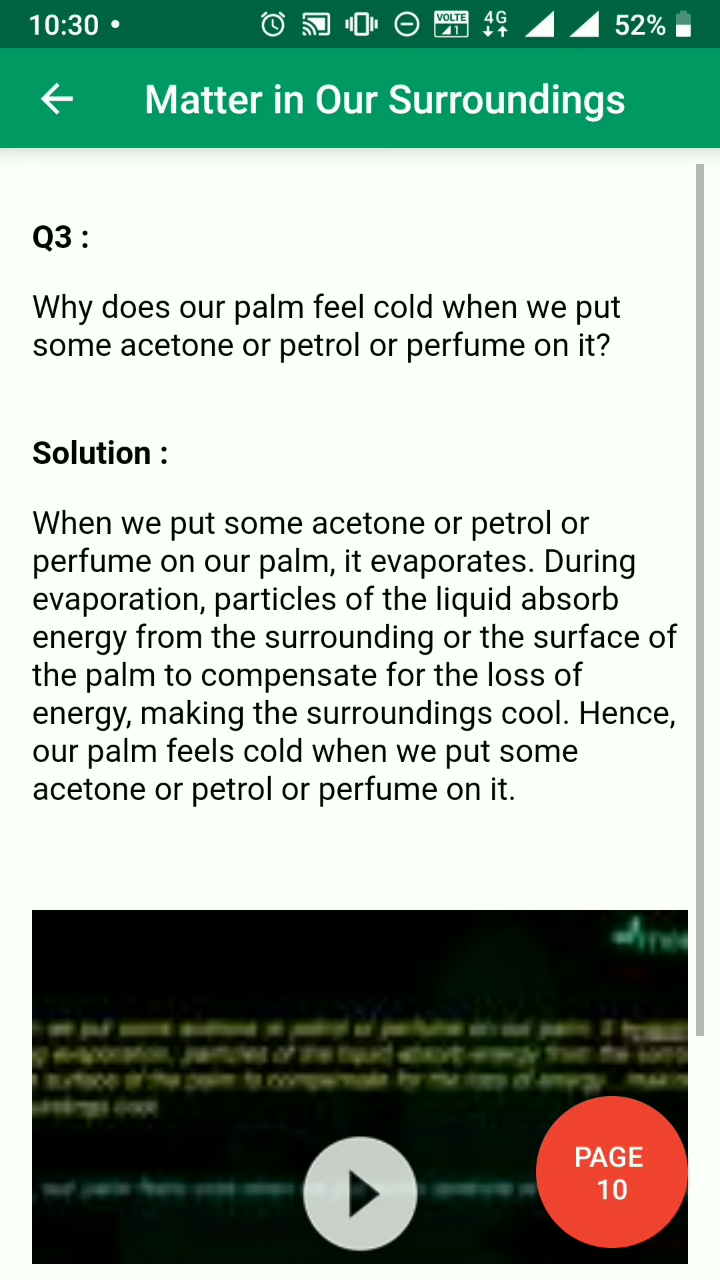 10:30
VOLTE
1
4G
52%
Matter in Our Surroundings
Q3 :
Why does our palm feel cold when we put
some acetone or petrol or perfume on it?
Solution :
When we put some acetone or petrol or
perfume on our palm, it evaporates. During
evaporation, particles of the liquid absorb
energy from the surrounding or the surface of
the palm to compensate for the loss of
energy, making the surroundings cool. Hence,
our palm feels cold when we put some
acetone or petrol or perfume on it.
PAGE
10